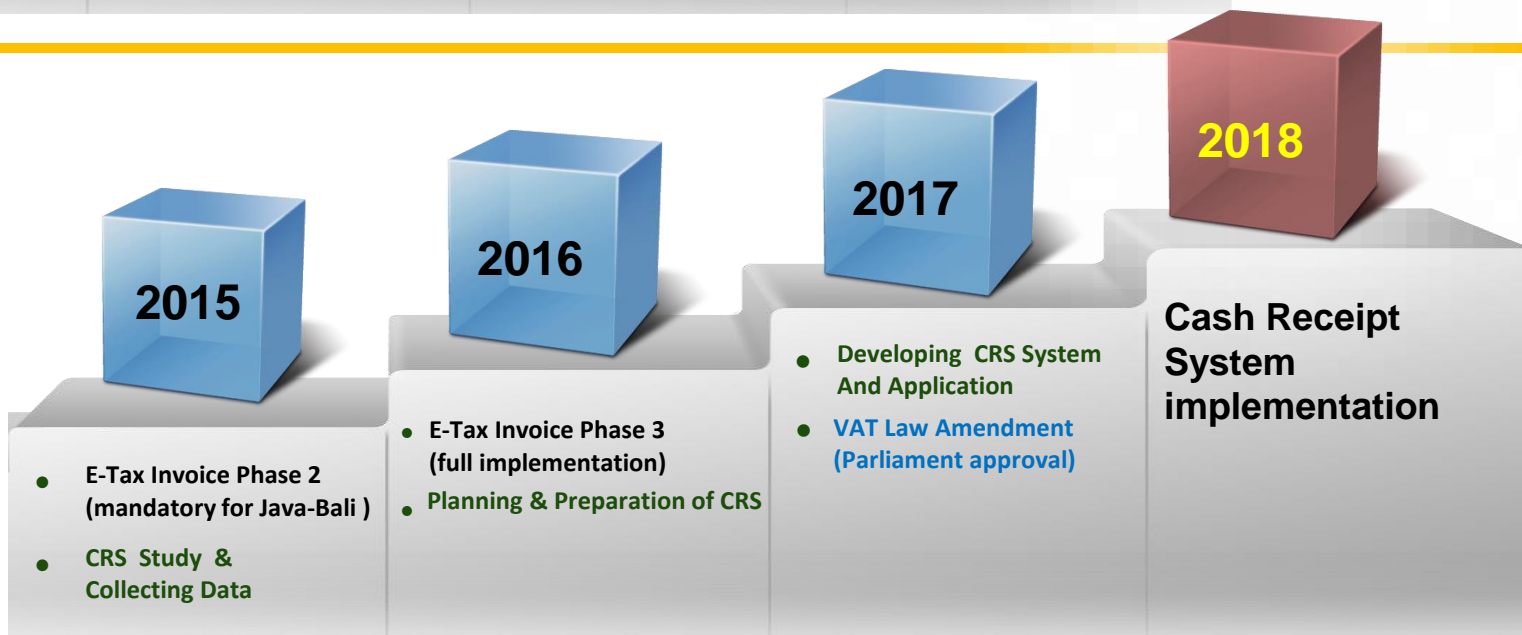 2015
● E-Tax Invoice Phase 2
(mandatory for Java-Bali )
● CRS Study &
Collecting Data
2016
● E-Tax Invoice Phase 3
(full implementation)
● Planning & Preparation of CRS
2017
● Developing CRS System
And Application
● VAT Law Amendment
(Parliament approval)
2018
Cash Receipt
System
implementation